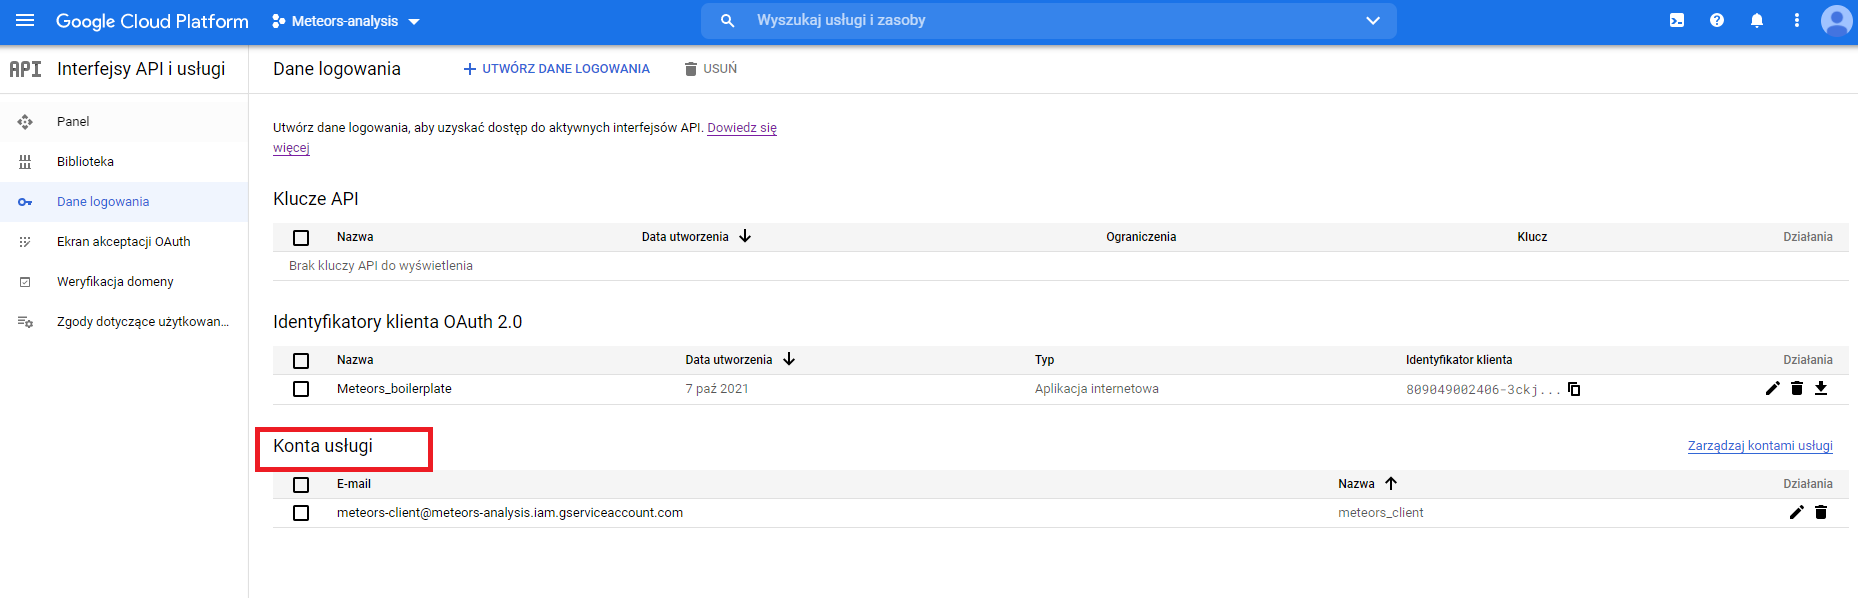 Google Cloud Platform
Meteors-analysis
Wyszukaj usługi i zasoby
API Interfejsy API i usługi
Dane logowania
UTWÓRZ DANE LOGOWANIA
USUŃ
Panel
Biblioteka
Dane logowania
Ekran akceptacji OAuth
Weryfikacja domeny
Zgody dotyczące użytkowan...
Utwórz dane logowania, aby uzyskać dostęp do aktywnych interfejsów API. Dowiedz się
więcej
Klucze API
Nazwa Data utworzenia Ograniczenia Klucz Działania
Brak kluczy API do wyświetlenia
Identyfikatory klienta OAuth 2.0
Nazwa Data utworzenia Typ Identyfikator klienta Działania
Meteors_boilerplate 7 paź 2021 Aplikacja internetowa 809049002406-3ckj...
Konta usługi
Zarządzaj kontami usługi
E-mail Nazwa Działania
meteors-client@meteors-analysis.iam.gserviceaccount.com meteors_client